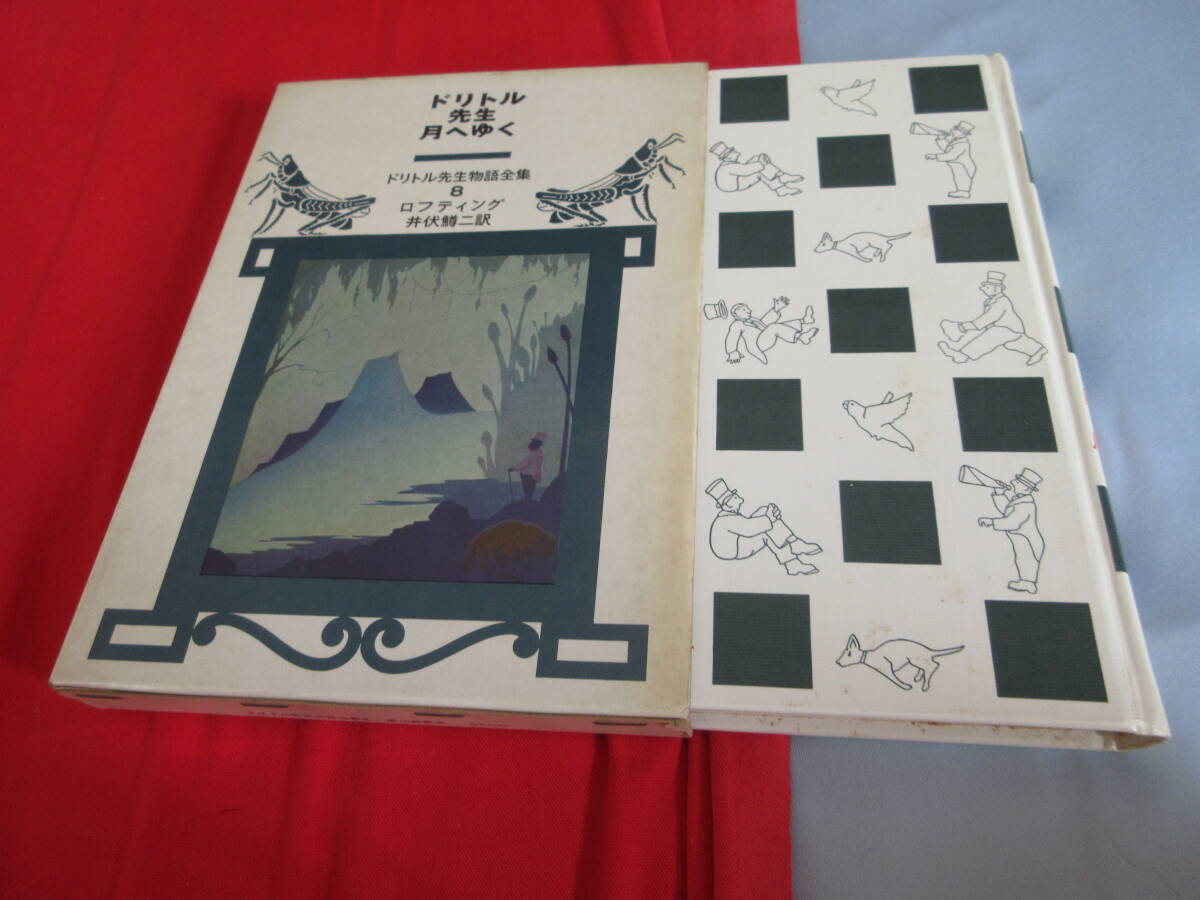 ドリトル
先生
月へゆく
ドリトル先生物語全集
8
ロフティング
井伏鱒二訳